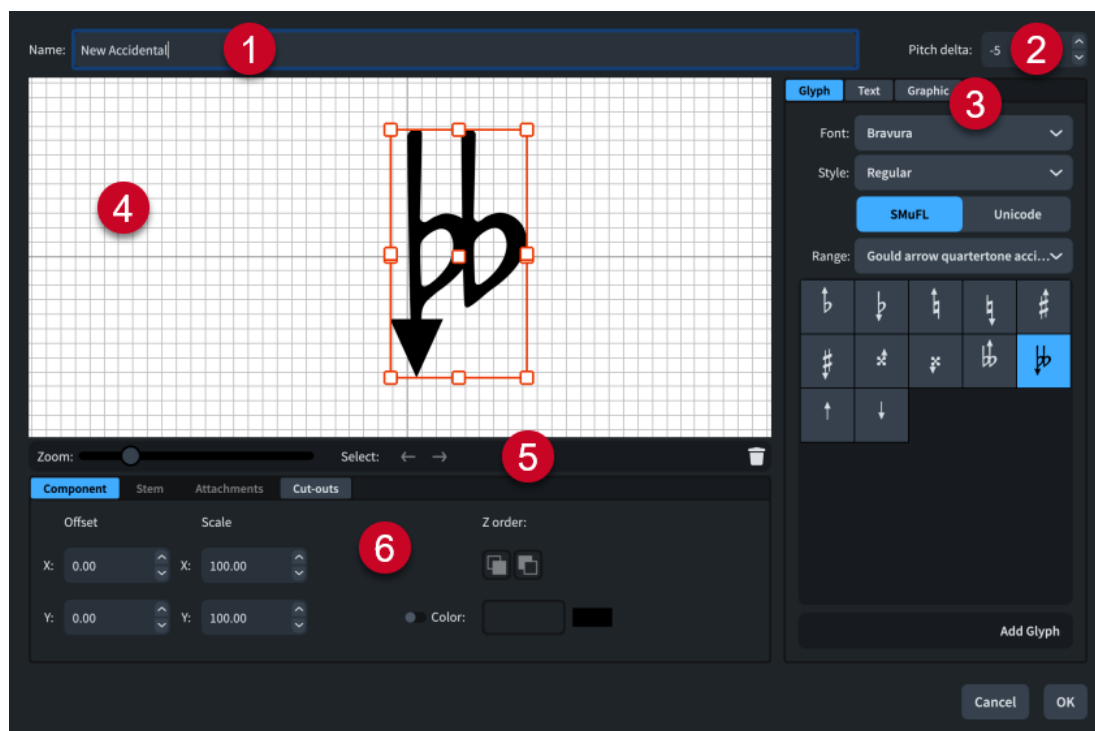 Name: New Accidental 1 Pitch delta: -5 2
Glyph Text Graphic 3
Font: Bravura
Style: Regular
SMuFL Unicode
4
Range: Gould arrow quartertone acci...
Zoom: Select: ← → 5
Component Stem Attachments Cut-outs
Offset Scale Z order:
6
X: 0.00 X: 100.00
Y: 0.00 Y: 100.00 Color:
Add Glyph
Cancel OK